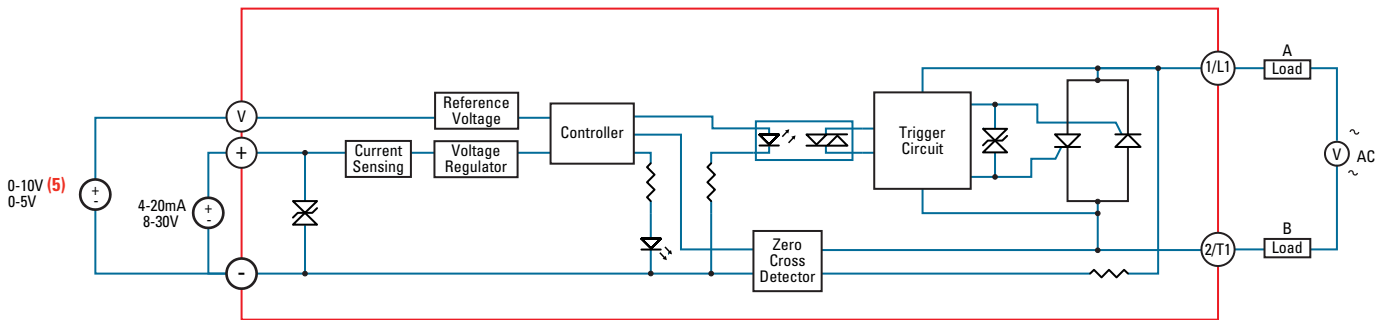 0-10V (5)
0-5V
4-20mA
8-30V
+
-
+
-
V
+
-
Current
Sensing
Reference
Voltage
Voltage
Regulator
Controller
Zero
Cross
Detector
Trigger
Circuit
1/L1
2/T1
A
Load
B
Load
~
V AC
~